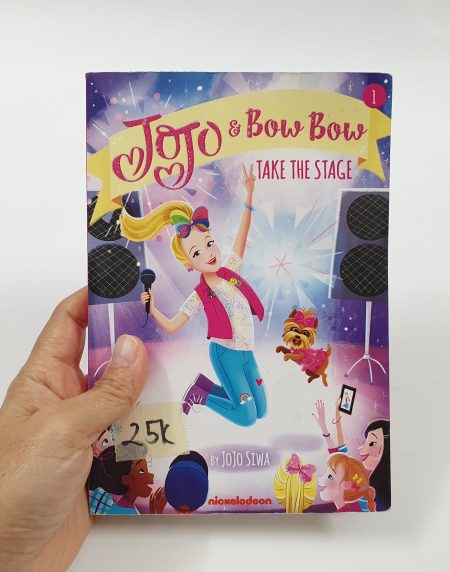 1
JoJo & Bow Bow
TAKE THE STAGE
25K
BY JOJO SIWA
nickelodeon